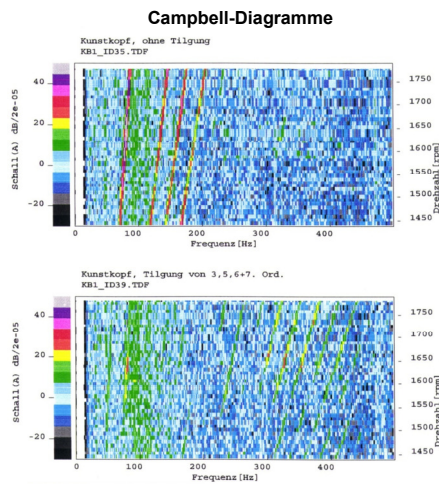 Campbell-Diagramme
Kunstkopf, ohne Tilgung
KB1_ID35.TDF
40
20
0
-20
Schall(A) dB/2e-05
1750
1700
1650
1600
1550
1500
1450
Drehzahl[rpm]
0 100 200 300 400
Frequenz[Hz]
Kunstkopf, Tilgung von 3,5,6+7. Ord.
KB1_ID39.TDF
40
20
0
-20
Schall(A) dB/2e-05
1750
1700
1650
1600
1550
1500
1450
Drehzahl[rpm]
0 100 200 300 400
Frequenz[Hz]